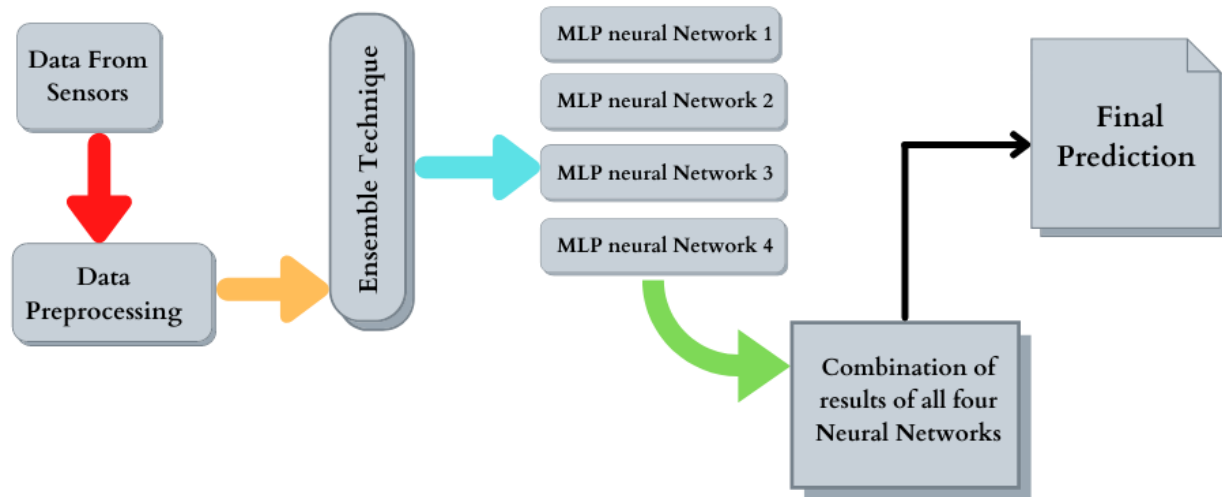 Data From
Sensors
Data
Preprocessing
Ensemble Technique
MLP neural Network 1
MLP neural Network 2
MLP neural Network 3
MLP neural Network 4
Combination of
results of all four
Neural Networks
Final
Prediction